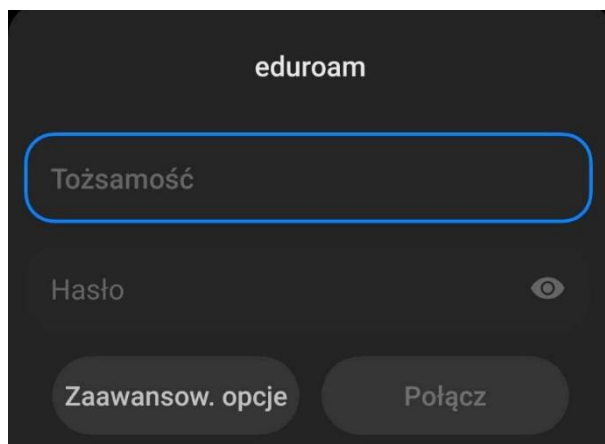 eduroam
Tożsamość
Hasło
Zaawansow. opcje
Połącz